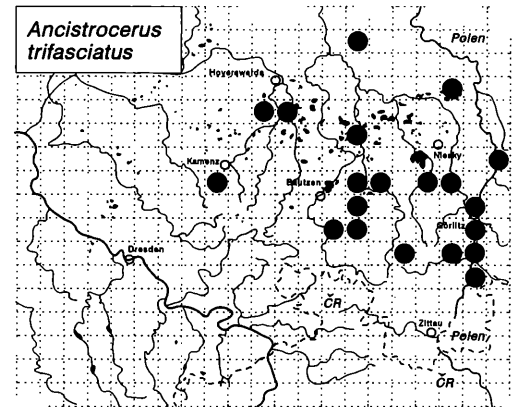 Ancistrocerus
trifasciatus
Polen
Hoyerswerda
Kamenz
Niesky
Bautzen
Görlitz
Dresden
ČR
Zittau
Polen
ČR